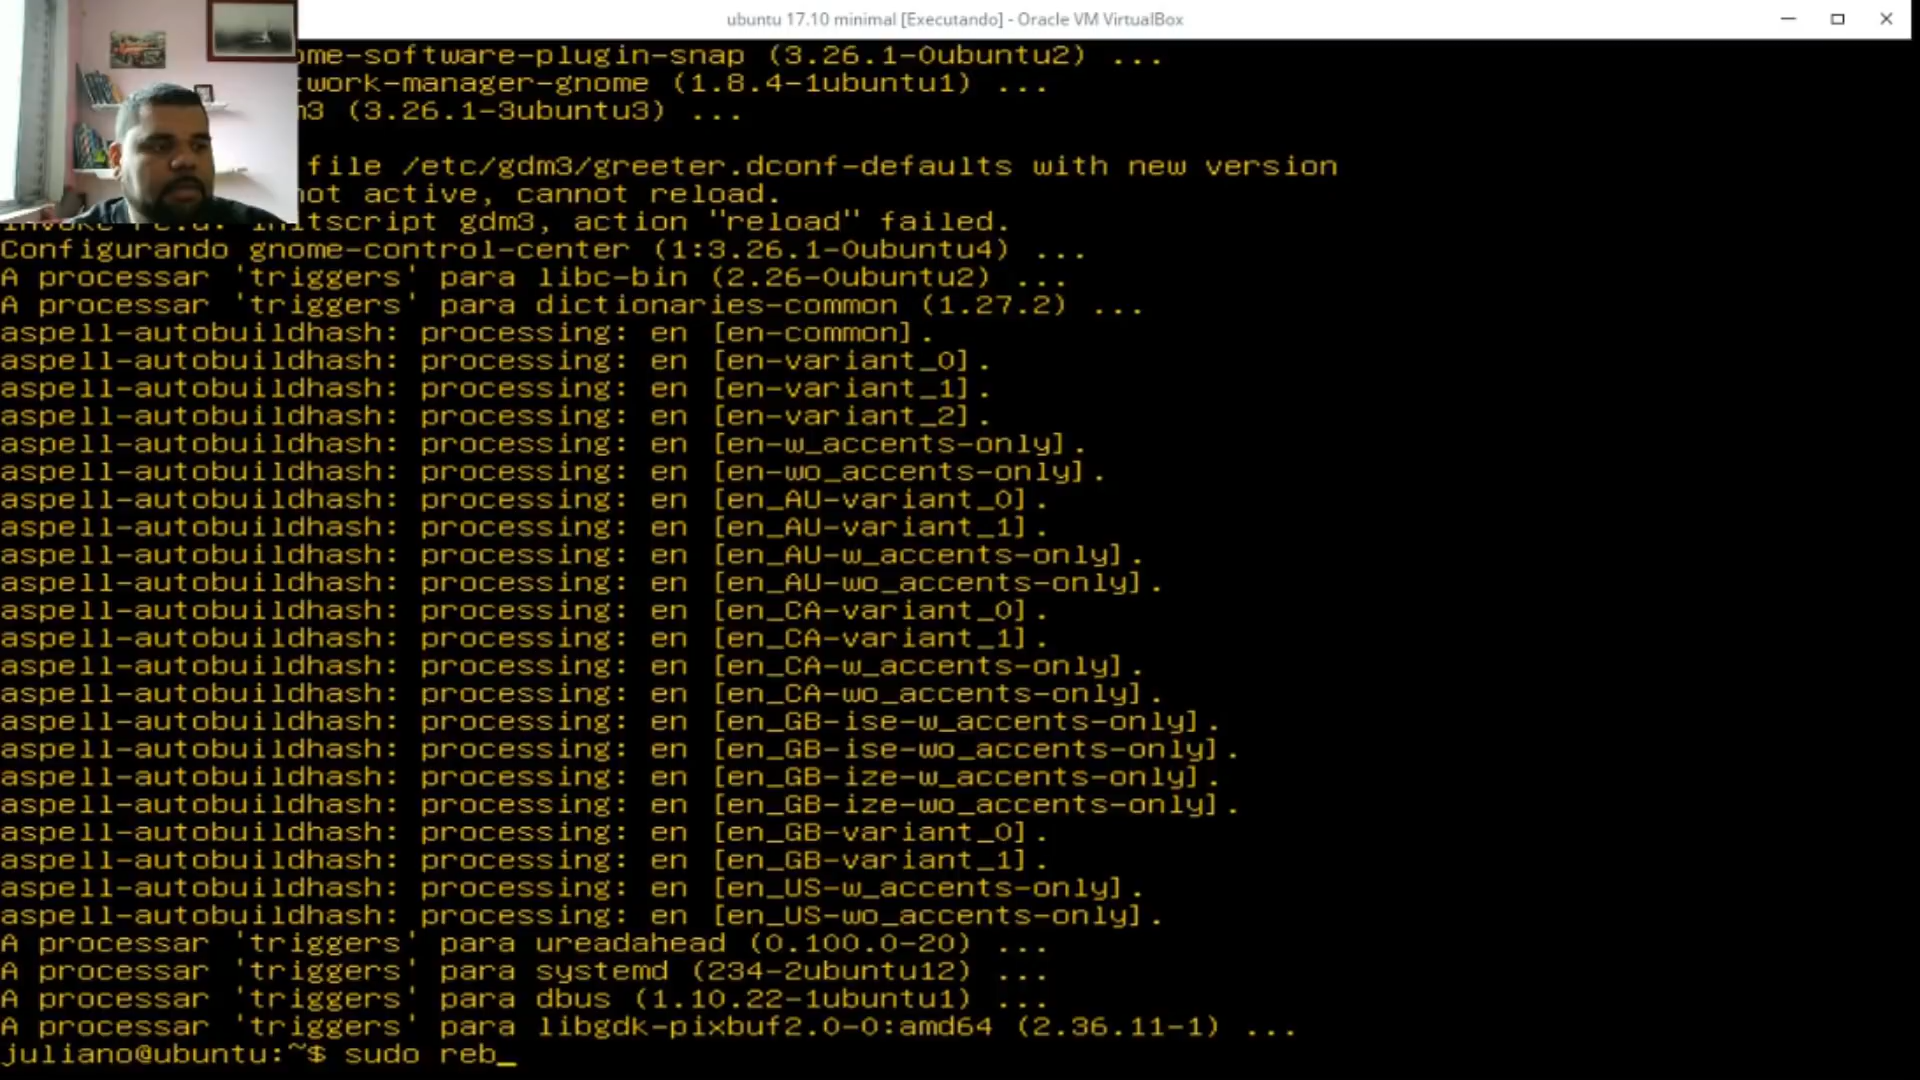 ubuntu 17.10 minimal [Executando] - Oracle VM VirtualBox
ome-software-plugin-snap (3.26.1-0ubuntu2) ...
work-manager-gnome (1.8.4-1ubuntu1) ...
(3.26.1-3ubuntu3) ...
file /etc/gdm3/greeter.dconf-defaults with new version
not active, cannot reload.
gdm3, action "reload" failed.
Configurando gnome-control-center (1:3.26.1-0ubuntu4) ...
A processar 'triggers' para libc-bin (2.26-0ubuntu2) ...
A processar 'triggers' para dictionaries-common (1.27.2) ...
aspell-autobuildhash: processing: en [en-common].
aspell-autobuildhash: processing: en [en-variant_0].
aspell-autobuildhash: processing: en [en-variant_1].
aspell-autobuildhash: processing: en [en-variant_2].
aspell-autobuildhash: processing: en [en-w_accents-only].
aspell-autobuildhash: processing: en [en-wo_accents-only].
aspell-autobuildhash: processing: en [en_AU-variant_0].
aspell-autobuildhash: processing: en [en_AU-variant_1].
aspell-autobuildhash: processing: en [en_AU-w_accents-only].
aspell-autobuildhash: processing: en [en_AU-wo_accents-only].
aspell-autobuildhash: processing: en [en_CA-variant_0].
aspell-autobuildhash: processing: en [en_CA-variant_1].
aspell-autobuildhash: processing: en [en_CA-w_accents-only].
aspell-autobuildhash: processing: en [en_CA-wo_accents-only].
aspell-autobuildhash: processing: en [en_GB-ise-w_accents-only].
aspell-autobuildhash: processing: en [en_GB-ise-wo_accents-only].
aspell-autobuildhash: processing: en [en_GB-ize-w_accents-only].
aspell-autobuildhash: processing: en [en_GB-ize-wo_accents-only].
aspell-autobuildhash: processing: en [en_GB-variant_0].
aspell-autobuildhash: processing: en [en_GB-variant_1].
aspell-autobuildhash: processing: en [en_US-w_accents-only].
aspell-autobuildhash: processing: en [en_US-wo_accents-only].
A processar 'triggers' para ureadahead (0.100.0-20) ...
A processar 'triggers' para systemd (234-2ubuntu12) ...
A processar 'triggers' para dbus (1.10.22-1ubuntu1) ...
A processar 'triggers' para libgdk-pixbuf2.0-0:amd64 (2.36.11-1) ...
juliano@ubuntu:~$ sudo reb_